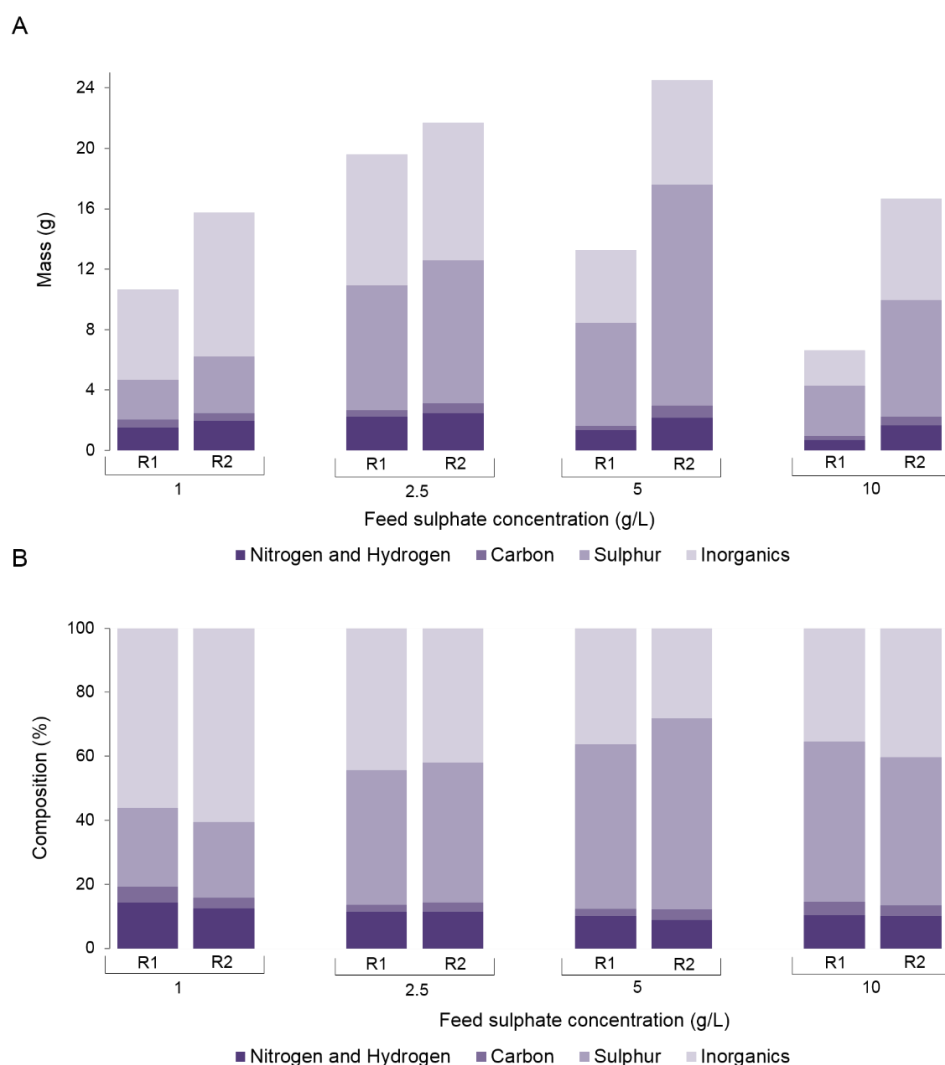 A
24
20
16
12
8
4
0
Mass (g)
R1 R2 R1 R2 R1 R2 R1 R2
1 2.5 5 10
Feed sulphate concentration (g/L)
Nitrogen and Hydrogen Carbon Sulphur Inorganics
B
100
80
60
40
20
0
Composition (%)
R1 R2 R1 R2 R1 R2 R1 R2
1 2.5 5 10
Feed sulphate concentration (g/L)
Nitrogen and Hydrogen Carbon Sulphur Inorganics